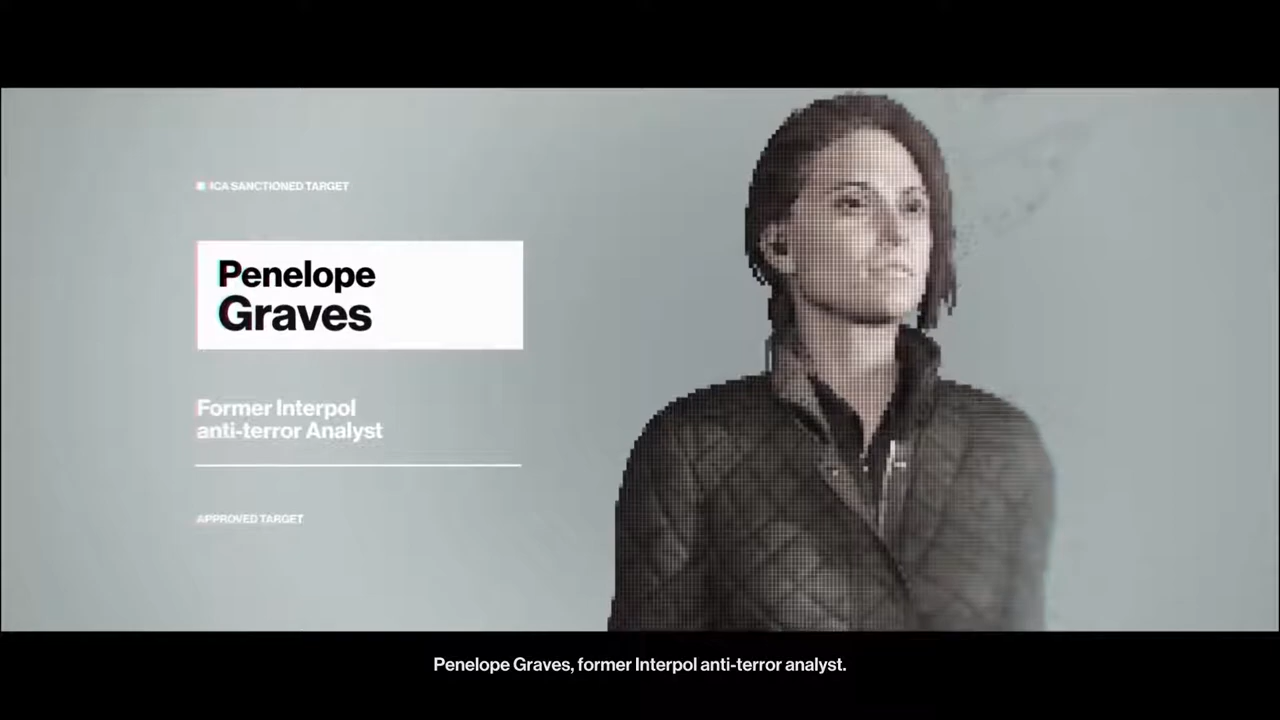 ICA SANCTIONED TARGET
Penelope
Graves
Former Interpol
anti-terror Analyst
APPROVED TARGET
Penelope Graves, former Interpol anti-terror analyst.